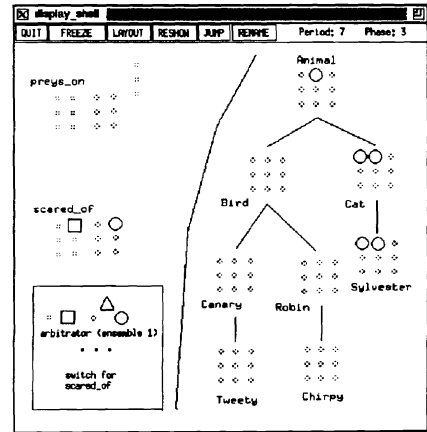 display_shell
QUIT FREEZE LAYOUT RESHOW JUMP RENAME Period: 7 Phase: 3
Animal
preys_on
Bird
Cat
scared_of
Sylvester
Canary
Robin
arbitrator (ensemble 1)
switch for
scared_of
Tweety
Chirpy